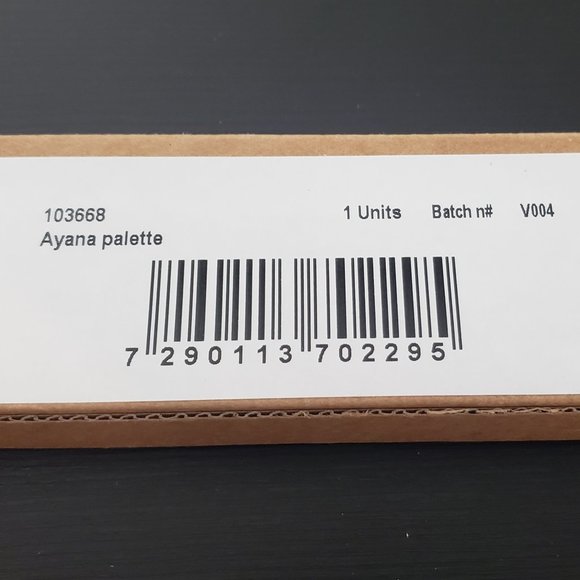 103668 1 Units Batch n# V004
Ayana palette
7 290113 702295